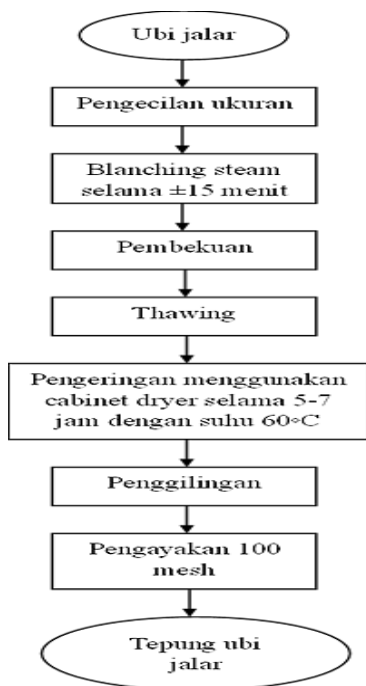 Ubi jalar
Pengecilan ukuran
Blanching steam
selama ±15 menit
Pembekuan
Thawing
Pengeringan menggunakan
cabinet dryer selama 5-7
jam dengan suhu 60◦C
Penggilingan
Pengayakan 100
mesh
Tepung ubi
jalar